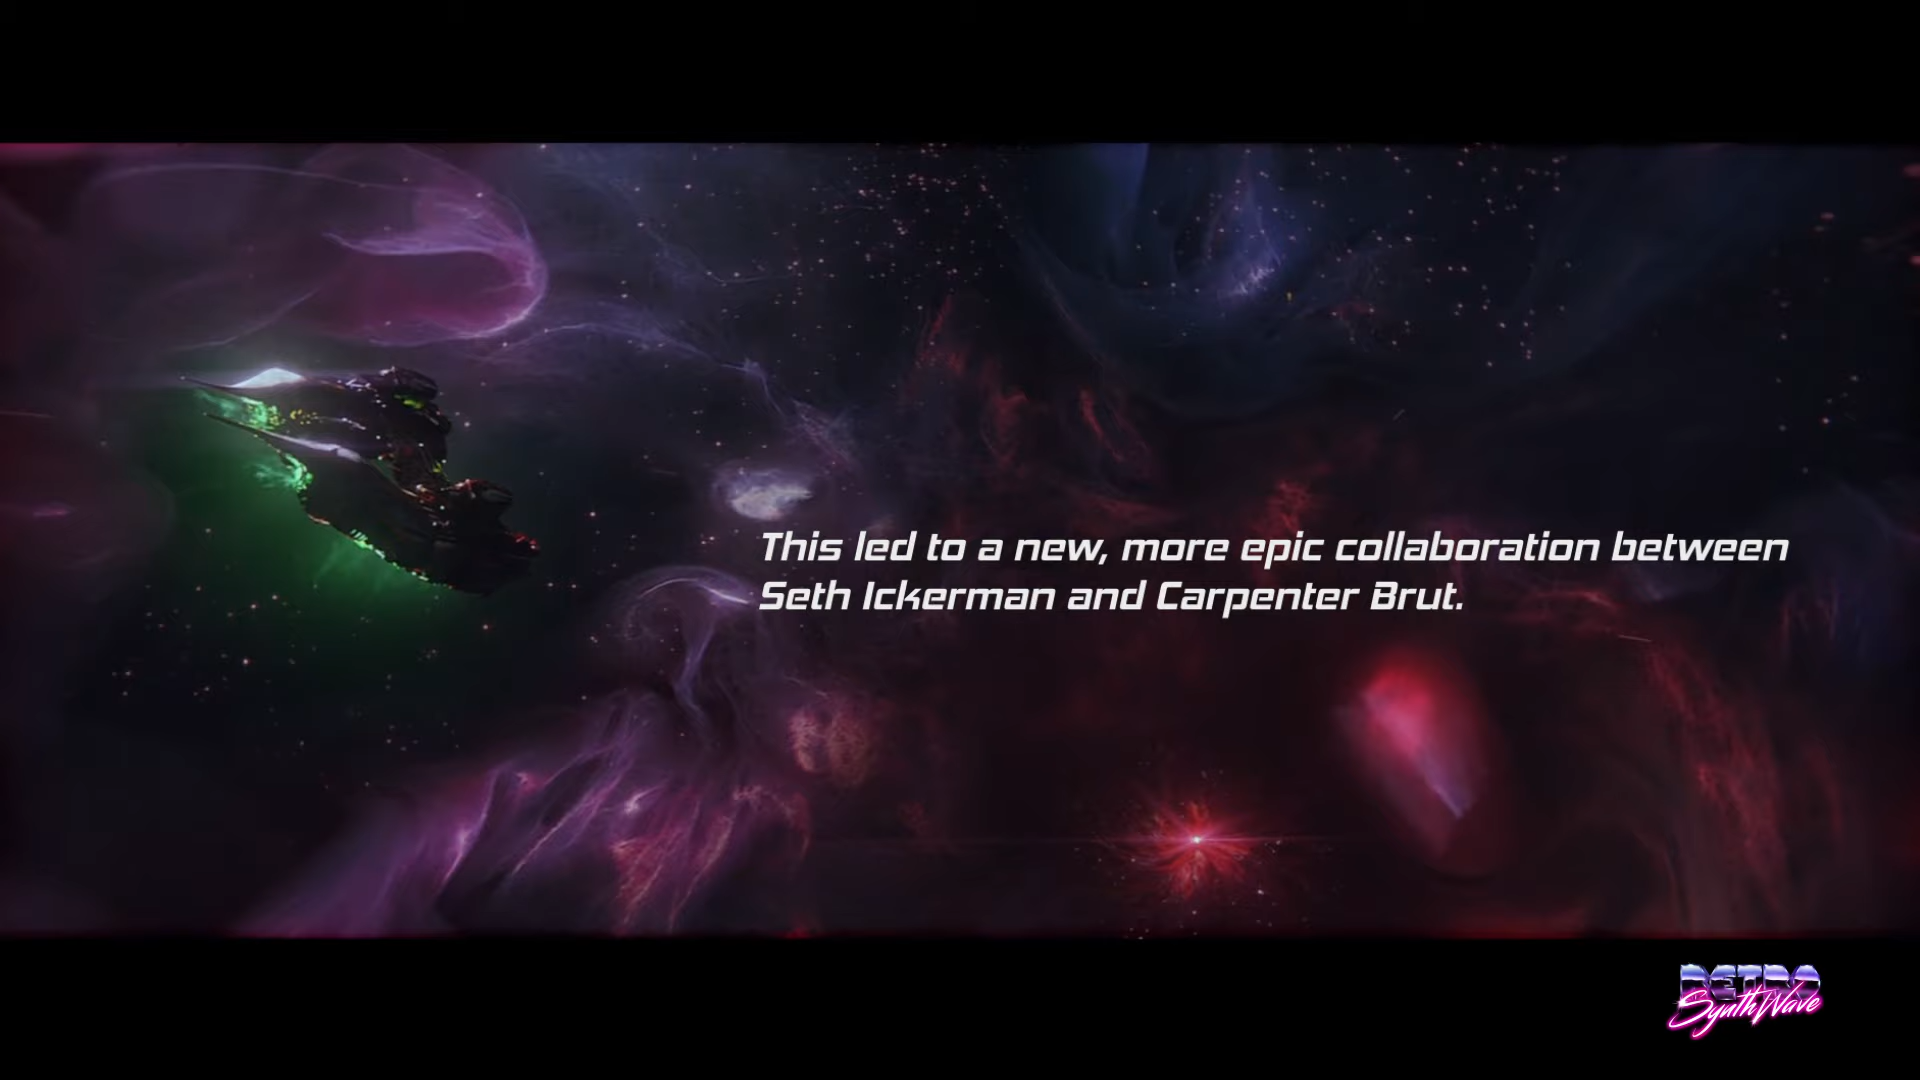 This led to a new, more epic collaboration between
Seth Ickerman and Carpenter Brut.
RETRO
SynthWave